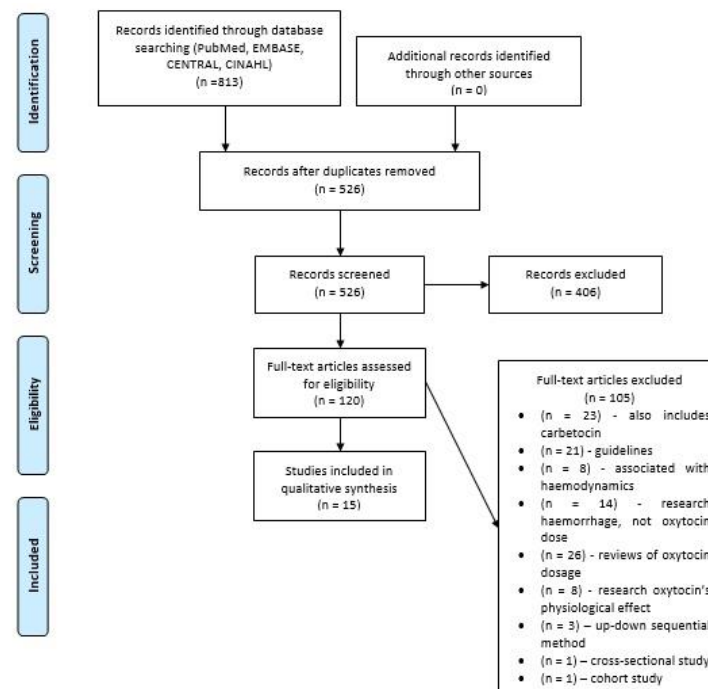 Identification
Records identified through database
searching (PubMed, EMBASE,
CENTRAL, CINAHL)
(n =813)
Additional records identified
through other sources
(n = 0)
Records after duplicates removed
(n = 526)
Screening
Records screened
(n = 526)
Records excluded
(n = 406)
Eligibility
Full-text articles assessed
for eligibility
(n = 120)
Full-text articles excluded
(n = 105)
• (n = 23) - also includes
carbetocin
• (n = 21) - guidelines
• (n = 8) - associated with
haemodynamics
• (n = 14) - research
haemorrhage, not oxytocin
dose
• (n = 26) - reviews of oxytocin
dosage
• (n = 8) - research oxytocin's
physiological effect
• (n = 3) – up-down sequential
method
• (n = 1) – cross-sectional study
• (n = 1) – cohort study
Included
Studies included in
qualitative synthesis
(n = 15)